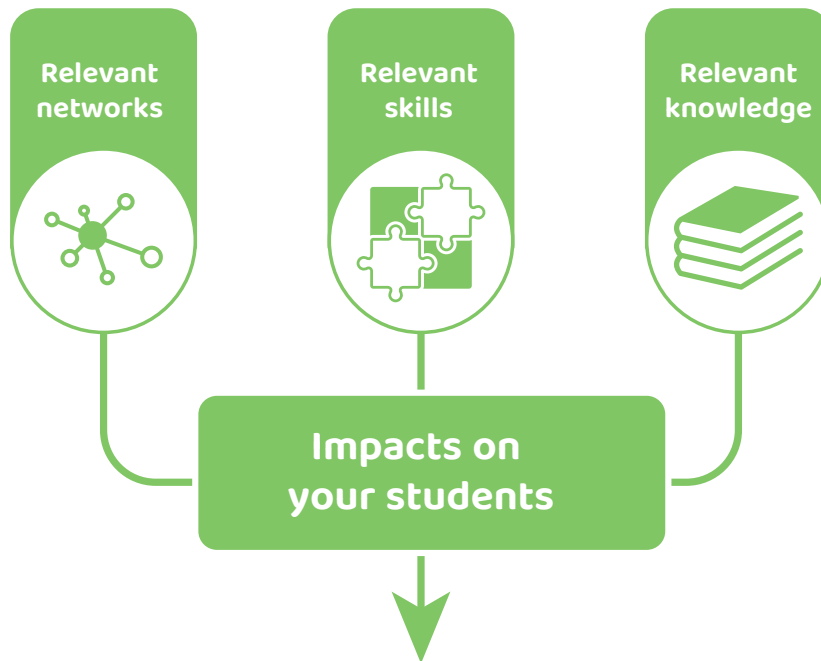 Relevant
networks
Relevant
skills
Relevant
knowledge
Impacts on
your students